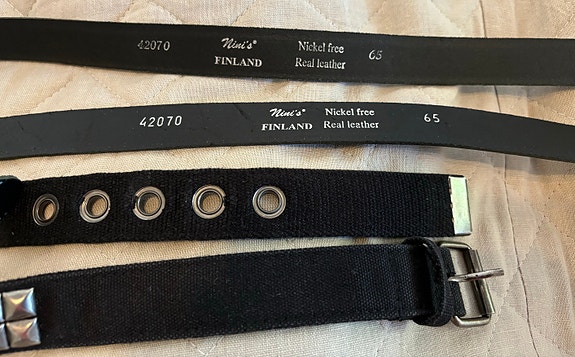 42070 Nini's® Nickel free 65
FINLAND Real leather
42070 Nini's® Nickel free 65
FINLAND Real leather